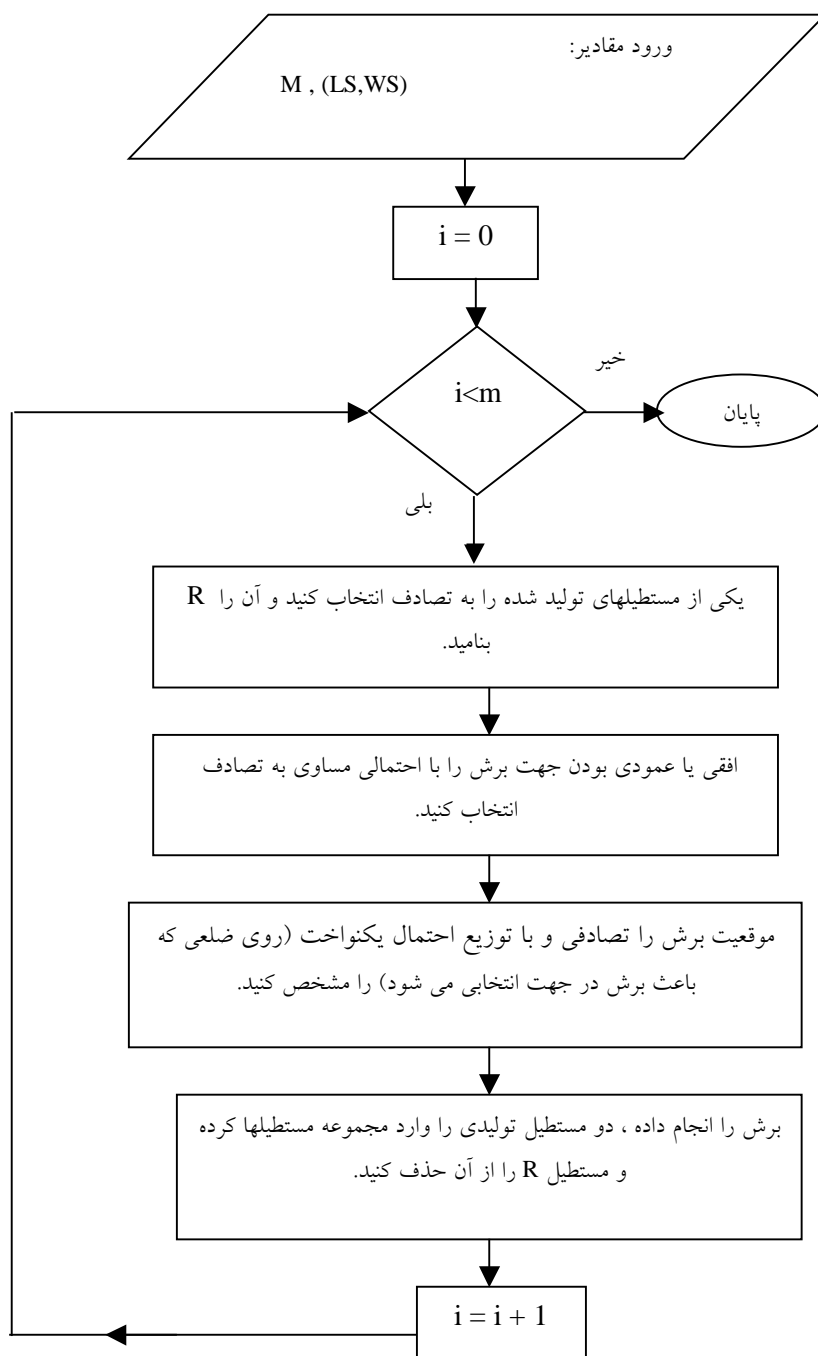 ورود مقادیر:
M , (LS,WS)
i = 0
i<m
خیر
پایان
بلی
یکی از مستطیلهای تولید شده را به تصادف انتخاب کنید و آن را R
بنامید.
افقی یا عمودی بودن جهت برش را با احتمالی مساوی به تصادف
انتخاب کنید.
موقعیت برش را تصادفی و با توزیع احتمال یکنواخت (روی ضلعی که
باعث برش در جهت انتخابی می شود) را مشخص کنید.
برش را انجام داده ، دو مستطیل تولیدی را وارد مجموعه مستطیلها کرده
و مستطیل R را از آن حذف کنید.
i = i + 1